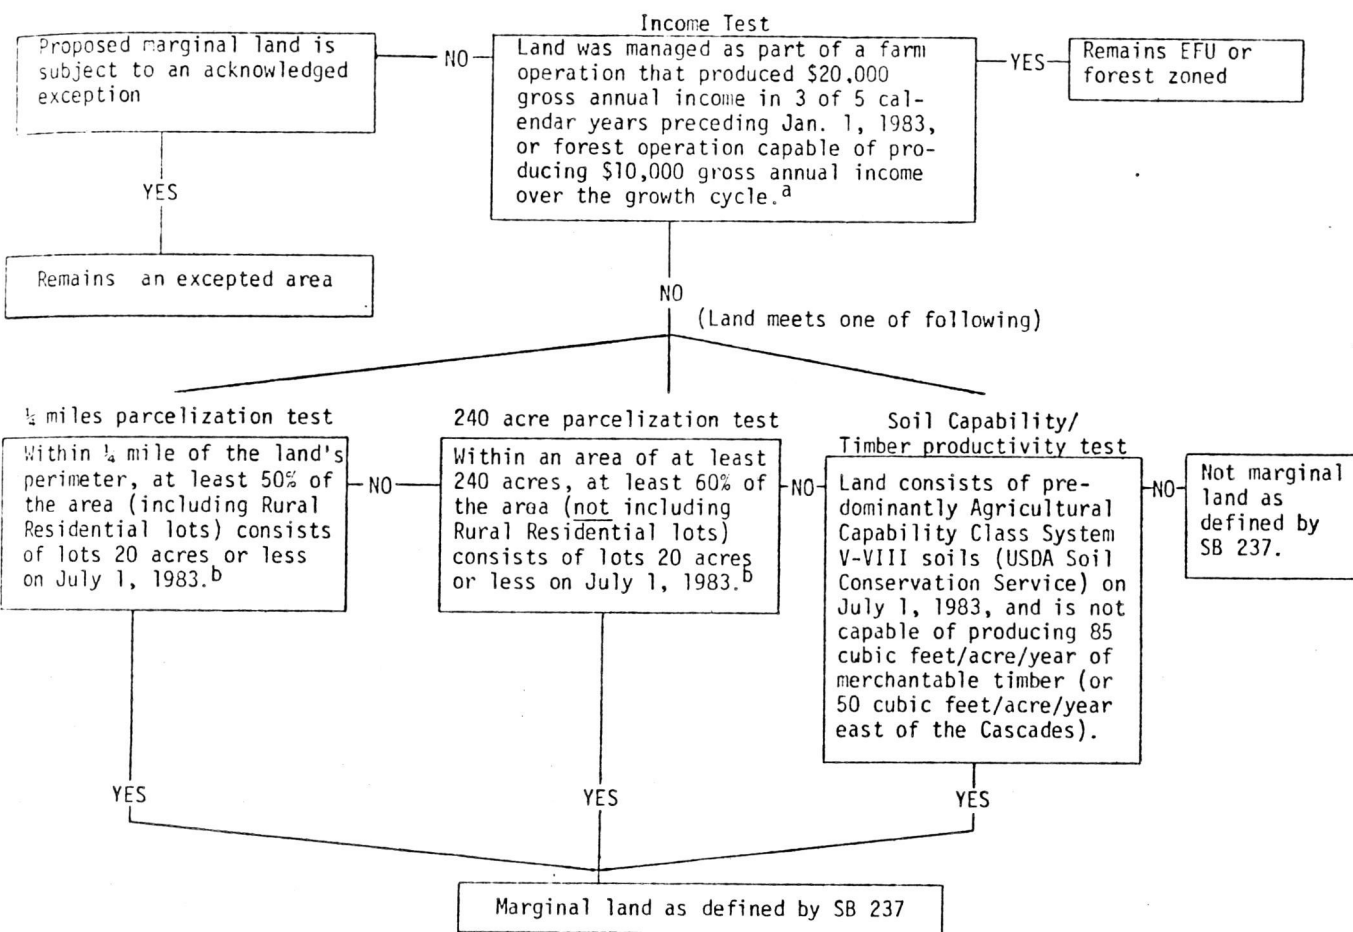 Income Test
Proposed marginal land is
subject to an acknowledged
exception
NO
Land was managed as part of a farm
operation that produced $20,000
gross annual income in 3 of 5 cal-
endar years preceding Jan. 1, 1983,
or forest operation capable of pro-
ducing $10,000 gross annual income
over the growth cycle.a
YES
Remains EFU or
forest zoned
YES
Remains an excepted area
NO
(Land meets one of following)
¼ miles parcelization test
Within ¼ mile of the land's
perimeter, at least 50% of
the area (including Rural
Residential lots) consists
of lots 20 acres or less
on July 1, 1983.b
NO
240 acre parcelization test
Within an area of at least
240 acres, at least 60% of
the area (not including
Rural Residential lots)
consists of lots 20 acres
or less on July 1, 1983.b
NO
Soil Capability/
Timber productivity test
Land consists of pre-
dominantly Agricultural
Capability Class System
V-VIII soils (USDA Soil
Conservation Service) on
July 1, 1983, and is not
capable of producing 85
cubic feet/acre/year of
merchantable timber (or
50 cubic feet/acre/year
east of the Cascades).
NO
Not marginal
land as
defined by
SB 237.
YES
YES
YES
Marginal land as defined by SB 237